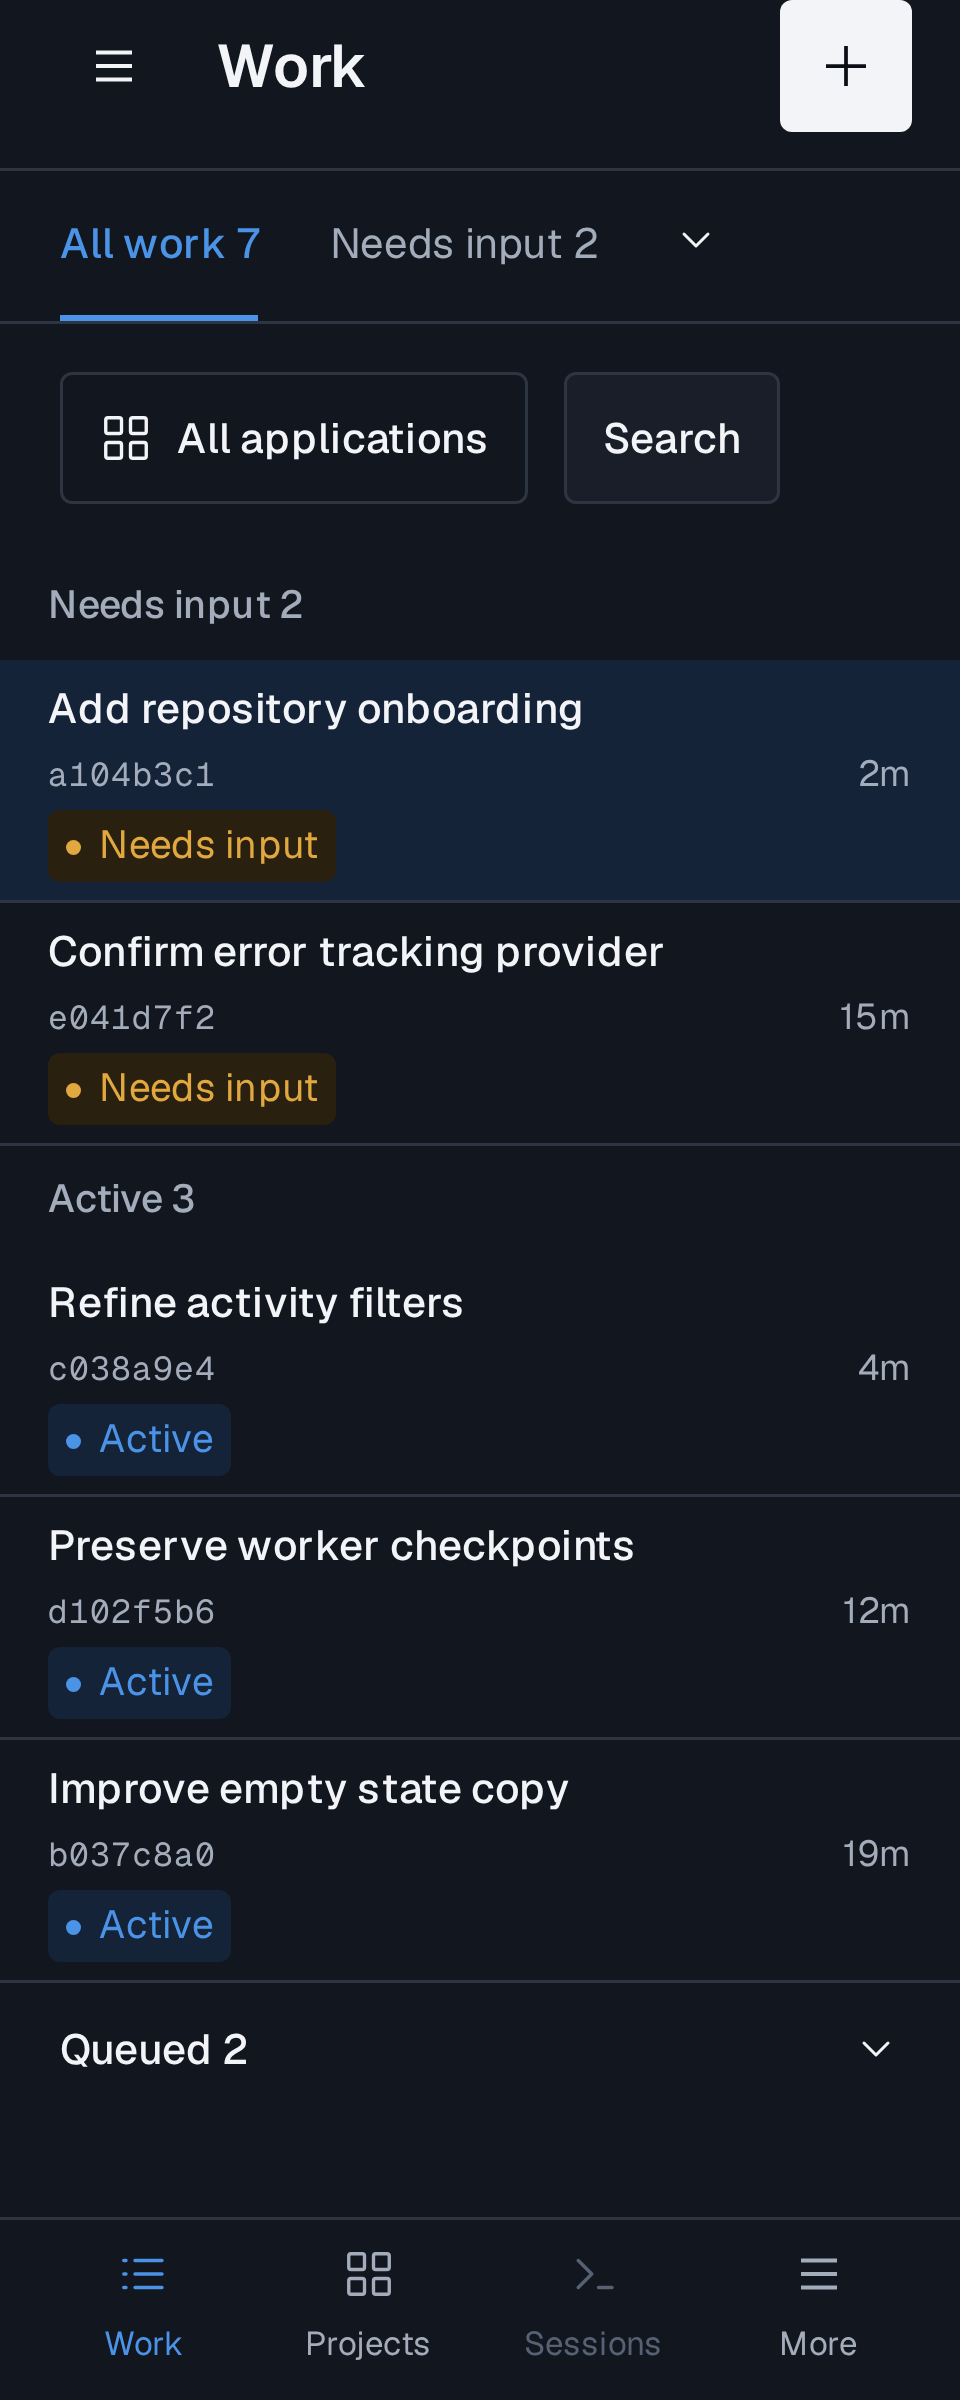 Work
All work 7 Needs input 2
All applications Search
Needs input 2
Add repository onboarding
a104b3c1 2m
Needs input
Confirm error tracking provider
e041d7f2 15m
Needs input
Active 3
Refine activity filters
c038a9e4 4m
Active
Preserve worker checkpoints
d102f5b6 12m
Active
Improve empty state copy
b037c8a0 19m
Active
Queued 2
Work Projects Sessions More